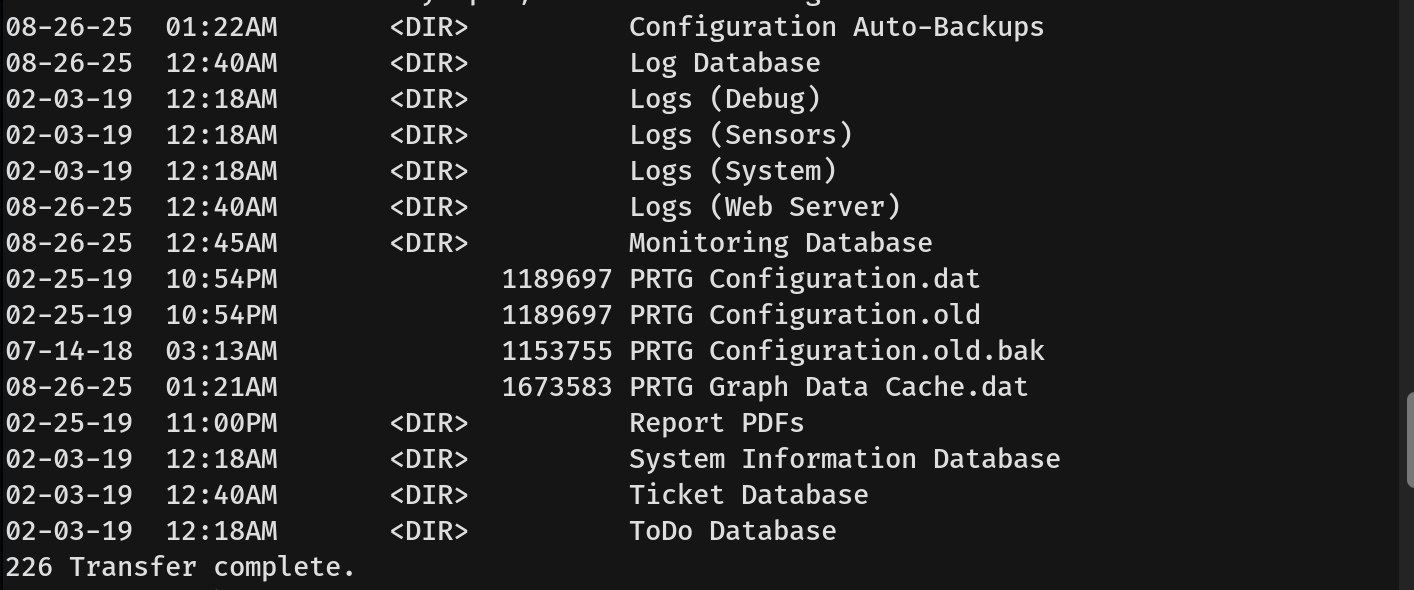 08-26-25  01:22AM       <DIR>          Configuration Auto-Backups
08-26-25  12:40AM       <DIR>          Log Database
02-03-19  12:18AM       <DIR>          Logs (Debug)
02-03-19  12:18AM       <DIR>          Logs (Sensors)
02-03-19  12:18AM       <DIR>          Logs (System)
08-26-25  12:40AM       <DIR>          Logs (Web Server)
08-26-25  12:45AM       <DIR>          Monitoring Database
02-25-19  10:54PM              1189697 PRTG Configuration.dat
02-25-19  10:54PM              1189697 PRTG Configuration.old
07-14-18  03:13AM              1153755 PRTG Configuration.old.bak
08-26-25  01:21AM              1673583 PRTG Graph Data Cache.dat
02-25-19  11:00PM       <DIR>          Report PDFs
02-03-19  12:18AM       <DIR>          System Information Database
02-03-19  12:40AM       <DIR>          Ticket Database
02-03-19  12:18AM       <DIR>          ToDo Database
226 Transfer complete.